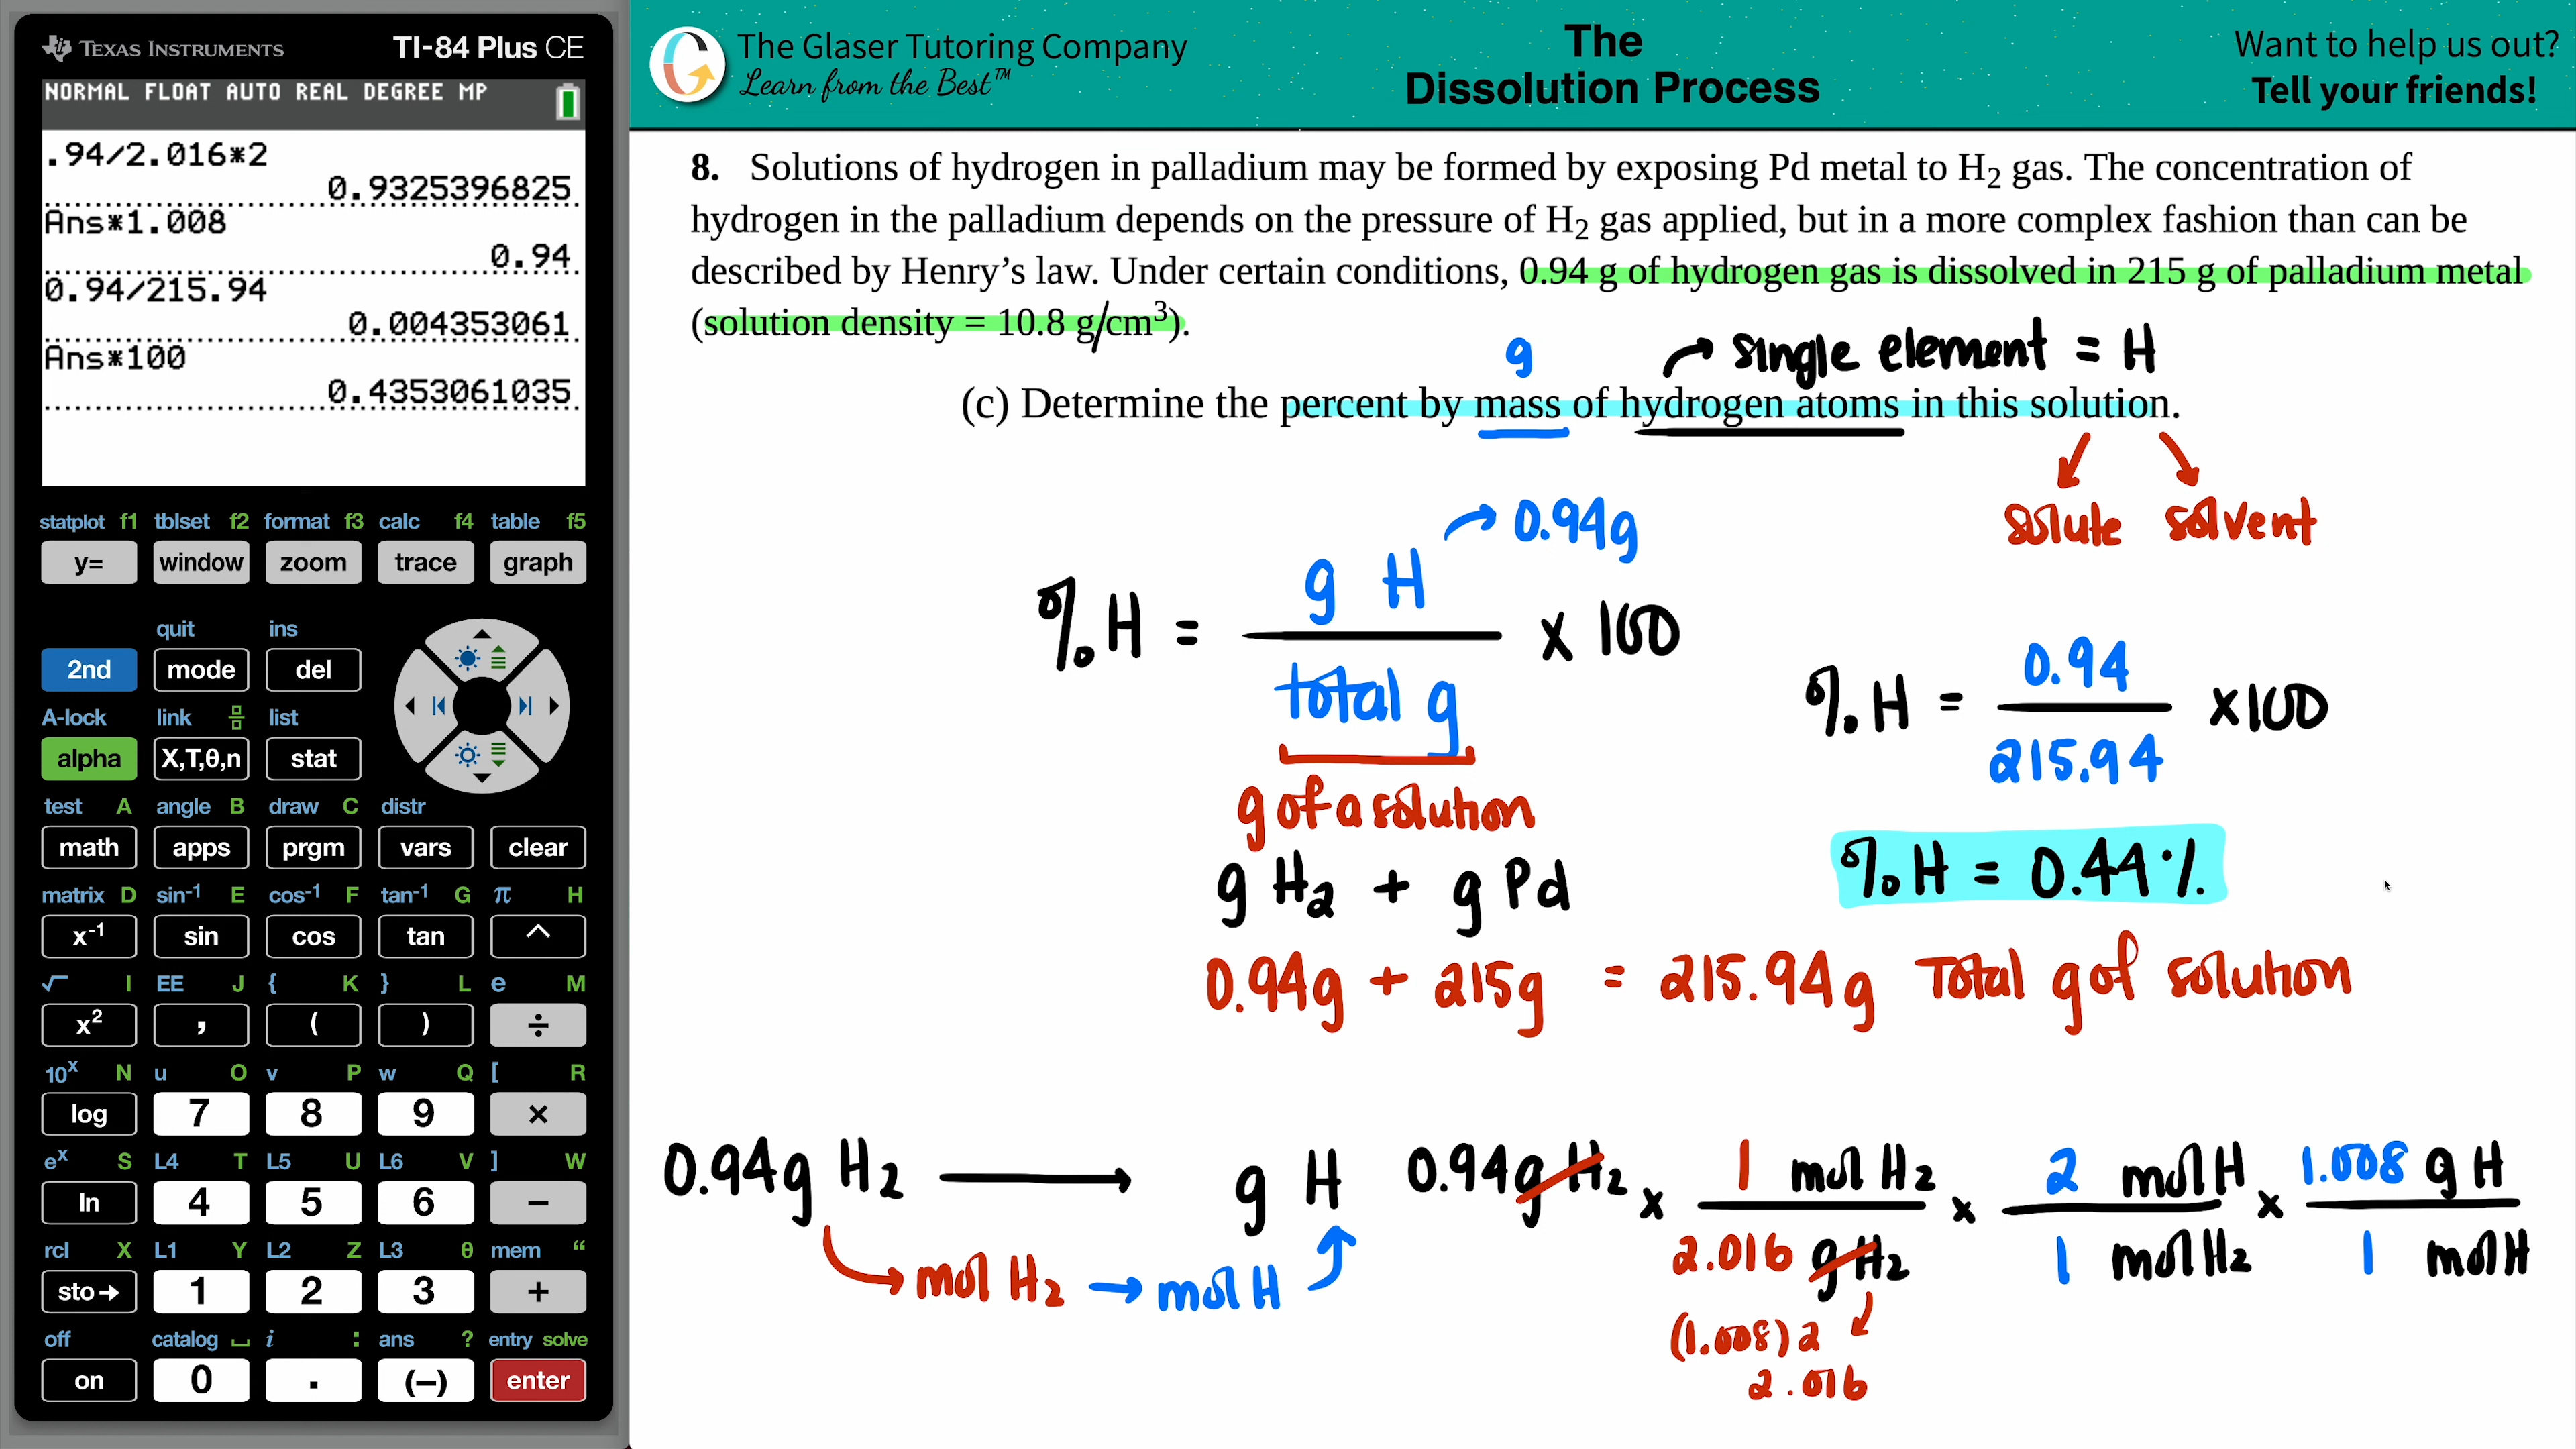 TEXAS INSTRUMENTS TI-84 Plus CE
NORMAL FLOAT AUTO REAL DEGREE MP
.94/2.016*2
0.9325396825
Ans*1.008
0.94
0.94/215.94
0.004353061
Ans*100
0.4353061035
statplot f1 tblset f2 format f3 calc f4 table f5
y= window zoom trace graph
quit ins
2nd mode del
A-lock link list
alpha X,T,θ,n stat
test A angle B draw C distr
math apps prgm vars clear
matrix D sin⁻¹ E cos⁻¹ F tan⁻¹ G π H
x⁻¹ sin cos tan ^
√ I EE J { K } L e M
x² , ( ) ÷
10ˣ N u O v P w Q [ R
log 7 8 9 ×
eˣ S L4 T L5 U L6 V ] W
ln 4 5 6 −
rcl X L1 Y L2 Z L3 θ mem “
sto→ 1 2 3 +
off catalog ⎵ i : ans ? entry solve
on 0 . (−) enter
The Glaser Tutoring Company
Learn from the Best™
The
Dissolution Process
Want to help us out?
Tell your friends!
8. Solutions of hydrogen in palladium may be formed by exposing Pd metal to H₂ gas. The concentration of
hydrogen in the palladium depends on the pressure of H₂ gas applied, but in a more complex fashion than can be
described by Henry’s law. Under certain conditions, 0.94 g of hydrogen gas is dissolved in 215 g of palladium metal
(solution density = 10.8 g/cm³).
g → single element = H
(c) Determine the percent by mass of hydrogen atoms in this solution.
solute solvent
→ 0.94g
%H = g H / total g × 100
g of a solution
g H₂ + g Pd
0.94g + 215g = 215.94g Total g of solution
%H = 0.94 / 215.94 ×100
%H = 0.44%
0.94g H₂ → g H
→ mol H₂ → mol H
0.94g H₂ × 1 mol H₂ / 2.016 g H₂ × 2 mol H / 1 mol H₂ × 1.008 g H / 1 mol H
(1.008)2
2.016